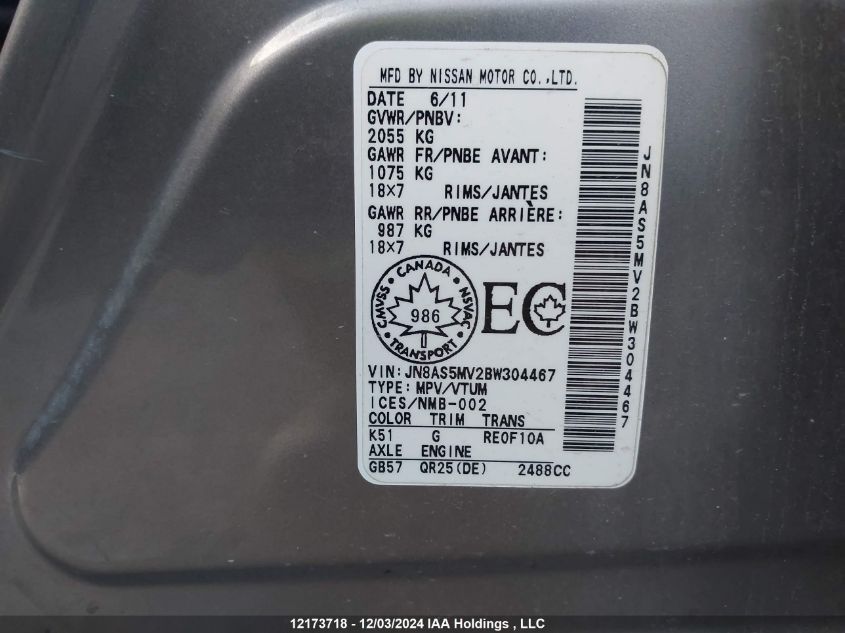 MFD BY NISSAN MOTOR CO.,LTD.
DATE 6/11
GVWR/PNBV:
2055 KG
GAWR FR/PNBE AVANT:
1075 KG
18×7 RIMS/JANTES
GAWR RR/PNBE ARRIÈRE:
987 KG
18×7 RIMS/JANTES
CANADA
CMVSS • NSVAC
986
TRANSPORT
EC
VIN:JN8AS5MV2BW304467
TYPE:MPV/VTUM
ICES/NMB-002
COLOR TRIM TRANS
K51 G RE0F10A
AXLE ENGINE
GB57 QR25(DE) 2488CC
JN8AS5MV2BW304467
12173718 - 12/03/2024 IAA Holdings , LLC